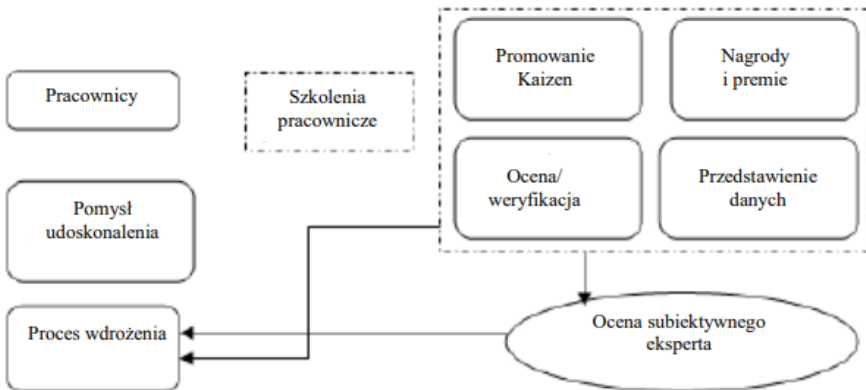 Promowanie
Kaizen
Nagrody
i premie
Pracownicy
Szkolenia
pracownicze
Ocena/
weryfikacja
Przedstawienie
danych
Pomysł
udoskonalenia
Proces wdrożenia
Ocena subiektywnego
eksperta